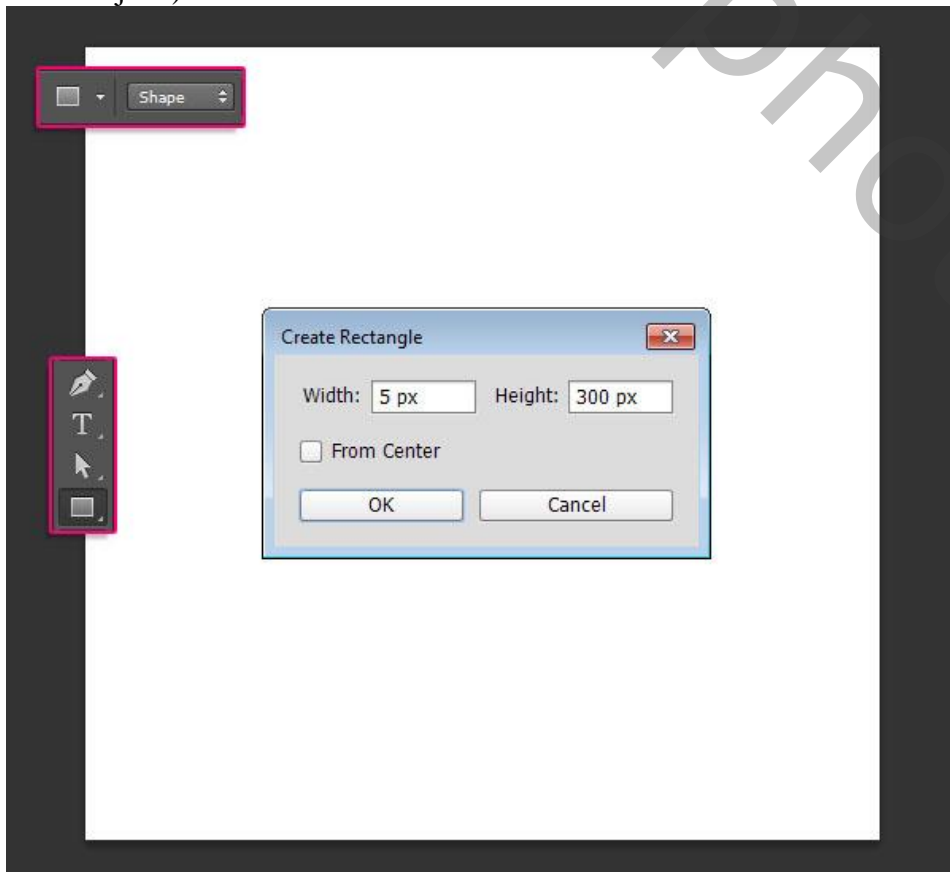 Shape
Create Rectangle
Width: 5 px Height: 300 px
From Center
OK Cancel
T